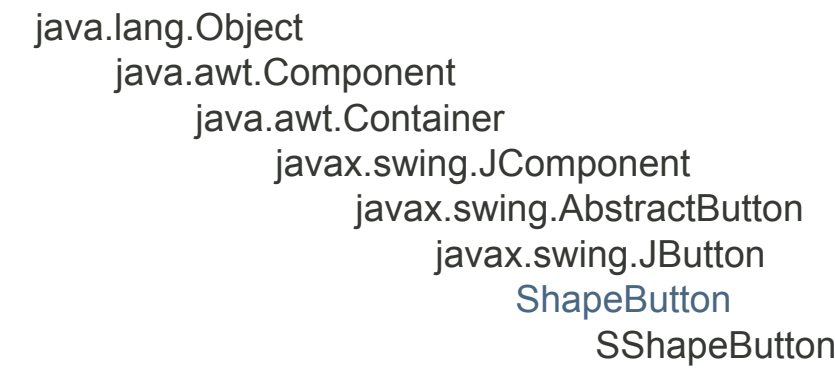 java.lang.Object
java.awt.Component
java.awt.Container
javax.swing.JComponent
javax.swing.AbstractButton
javax.swing.JButton
ShapeButton
SShapeButton